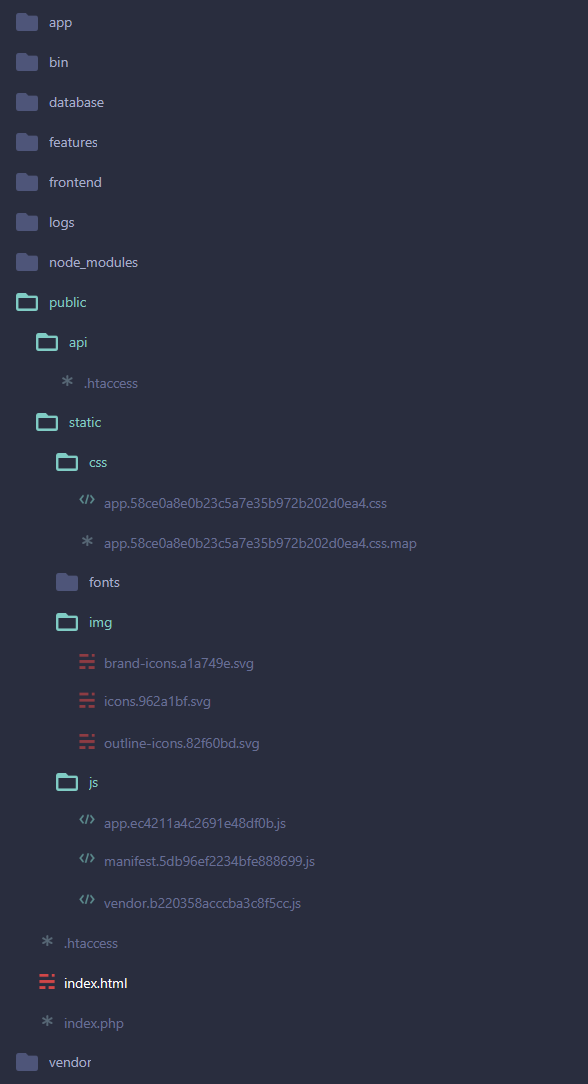 app
bin
database
features
frontend
logs
node_modules
public
api
.htaccess
static
css
app.58ce0a8e0b23c5a7e35b972b202d0ea4.css
app.58ce0a8e0b23c5a7e35b972b202d0ea4.css.map
fonts
img
brand-icons.a1a749e.svg
icons.962a1bf.svg
outline-icons.82f60bd.svg
js
app.ec4211a4c2691e48df0b.js
manifest.5db96ef2234bfe888699.js
vendor.b220358acccba3c8f5cc.js
.htaccess
index.html
index.php
vendor